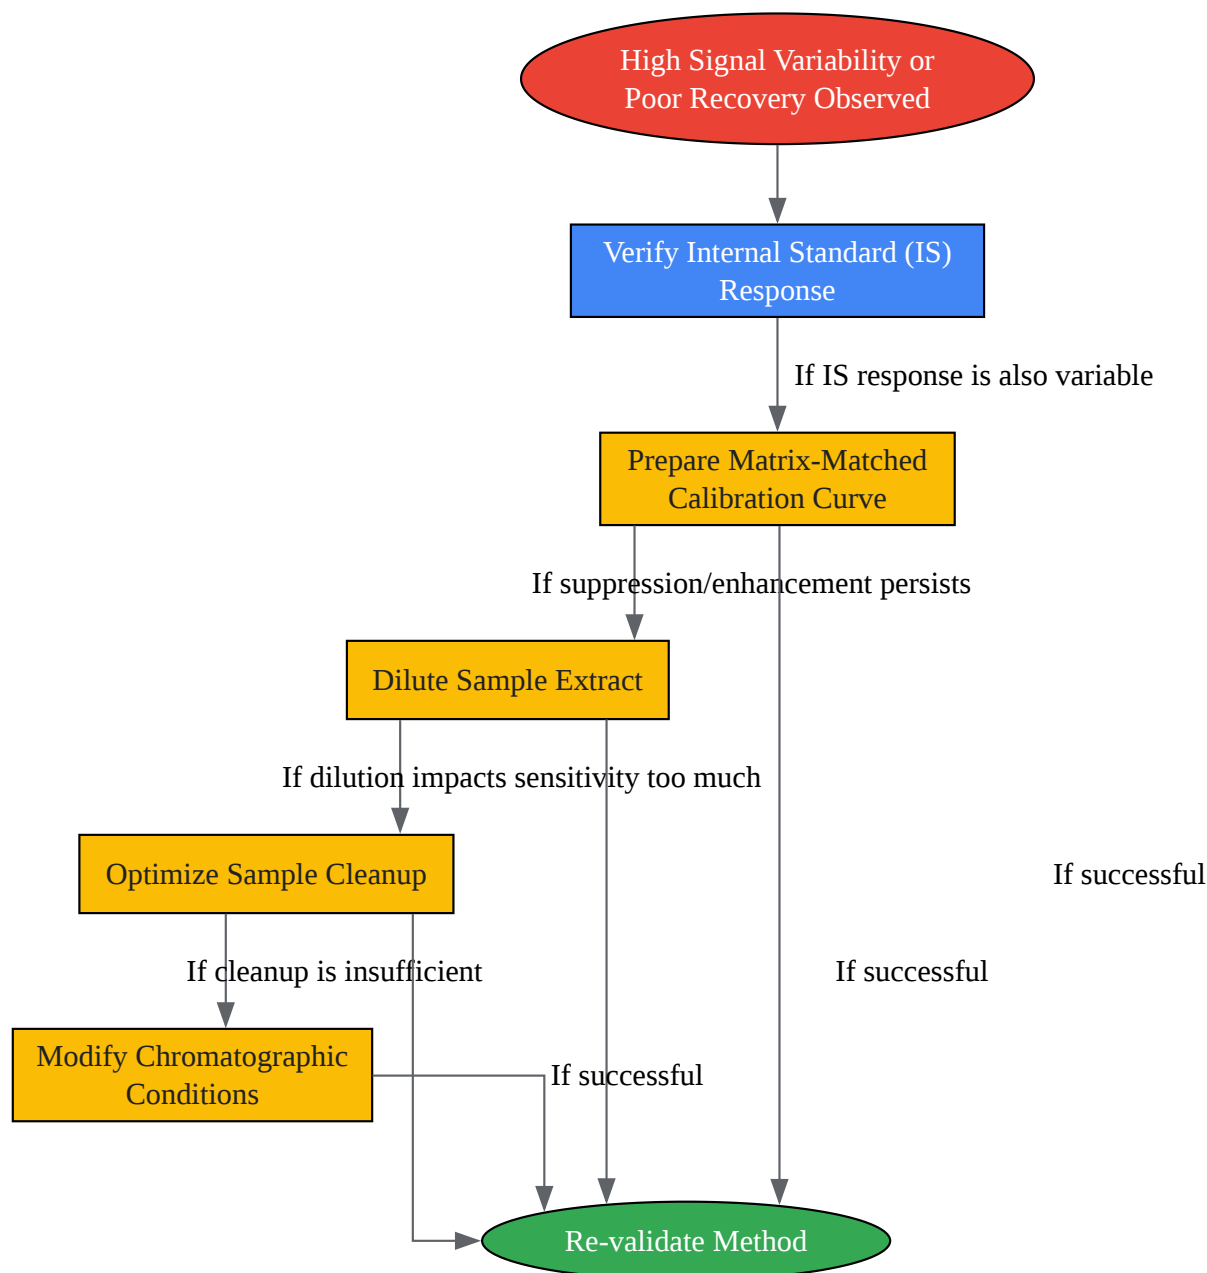 High Signal Variability or
Poor Recovery Observed
Verify Internal Standard (IS)
Response
If IS response is also variable
Prepare Matrix-Matched
Calibration Curve
If suppression/enhancement persists
Dilute Sample Extract
If dilution impacts sensitivity too much
Optimize Sample Cleanup
If successful
If cleanup is insufficient
If successful
Modify Chromatographic
Conditions
If successful
Re-validate Method